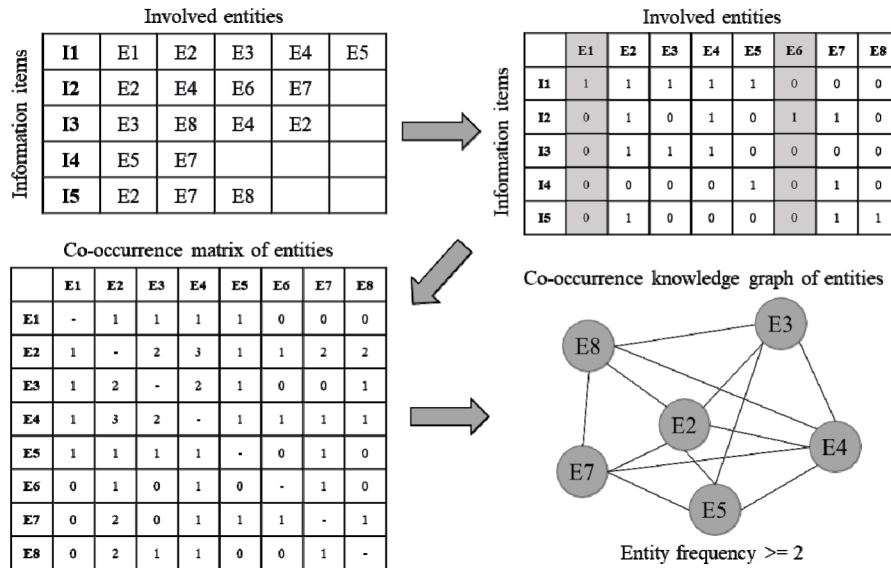 Involved entities
Information items
I1 E1 E2 E3 E4 E5
I2 E2 E4 E6 E7
I3 E3 E8 E4 E2
I4 E5 E7
I5 E2 E7 E8
Involved entities
Information items
E1 E2 E3 E4 E5 E6 E7 E8
I1 1 1 1 1 1 0 0 0
I2 0 1 0 1 0 1 1 0
I3 0 1 1 1 0 0 0 0
I4 0 0 0 0 1 0 1 0
I5 0 1 0 0 0 0 1 1
Co-occurrence matrix of entities
E1 E2 E3 E4 E5 E6 E7 E8
E1 - 1 1 1 1 0 0 0
E2 1 - 2 3 1 1 2 2
E3 1 2 - 2 1 0 0 1
E4 1 3 2 - 1 1 1 1
E5 1 1 1 1 - 0 1 0
E6 0 1 0 1 0 - 1 0
E7 0 2 0 1 1 1 - 1
E8 0 2 1 1 0 0 1 -
Co-occurrence knowledge graph of entities
E3
E8
E2
E4
E7
E5
Entity frequency >= 2